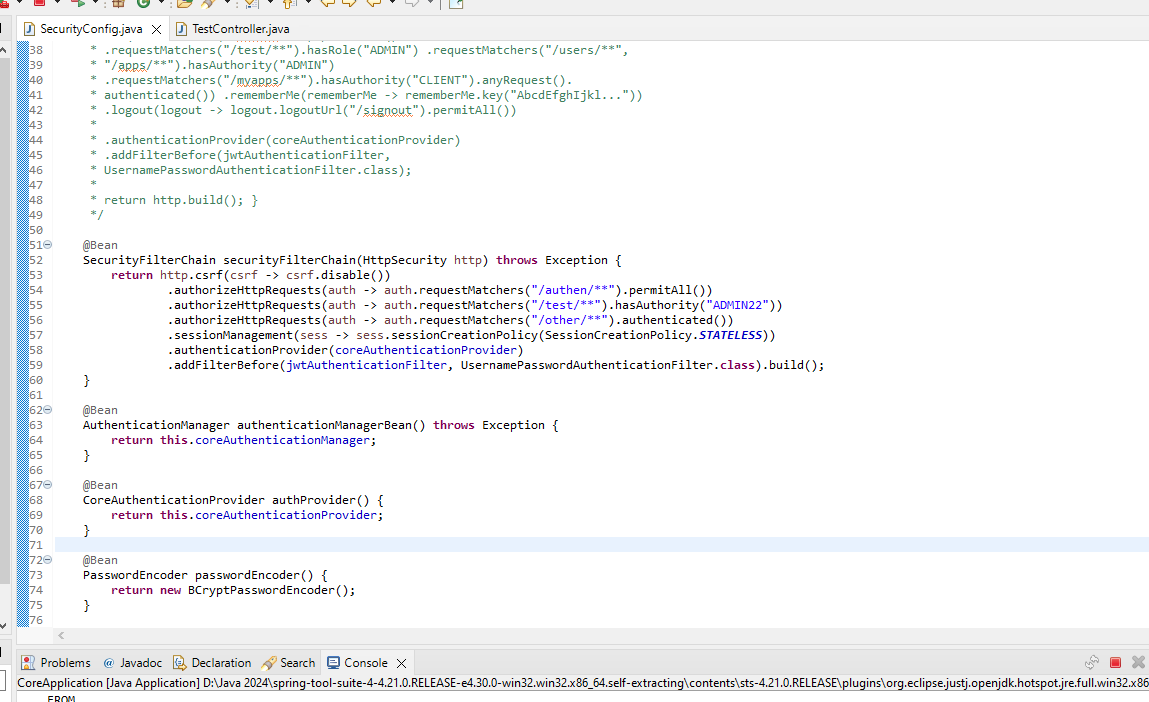 SecurityConfig.java
TestController.java
38 * .requestMatchers("/test/**").hasRole("ADMIN") .requestMatchers("/users/**",
39 * "/apps/**").hasAuthority("ADMIN")
40 * .requestMatchers("/myapps/**").hasAuthority("CLIENT").anyRequest().
41 * authenticated()) .rememberMe(rememberMe -> rememberMe.key("AbcdEfghIjkl..."))
42 * .logout(logout -> logout.logoutUrl("/signout").permitAll())
43 *
44 * .authenticationProvider(coreAuthenticationProvider)
45 * .addFilterBefore(jwtAuthenticationFilter,
46 * UsernamePasswordAuthenticationFilter.class);
47 *
48 * return http.build(); }
49 */
50
51 @Bean
52 SecurityFilterChain securityFilterChain(HttpSecurity http) throws Exception {
53 return http.csrf(csrf -> csrf.disable())
54 .authorizeHttpRequests(auth -> auth.requestMatchers("/authen/**").permitAll())
55 .authorizeHttpRequests(auth -> auth.requestMatchers("/test/**").hasAuthority("ADMIN22"))
56 .authorizeHttpRequests(auth -> auth.requestMatchers("/other/**").authenticated())
57 .sessionManagement(sess -> sess.sessionCreationPolicy(SessionCreationPolicy.STATELESS))
58 .authenticationProvider(coreAuthenticationProvider)
59 .addFilterBefore(jwtAuthenticationFilter, UsernamePasswordAuthenticationFilter.class).build();
60 }
61
62 @Bean
63 AuthenticationManager authenticationManagerBean() throws Exception {
64 return this.coreAuthenticationManager;
65 }
66
67 @Bean
68 CoreAuthenticationProvider authProvider() {
69 return this.coreAuthenticationProvider;
70 }
71
72 @Bean
73 PasswordEncoder passwordEncoder() {
74 return new BCryptPasswordEncoder();
75 }
76
Problems @ Javadoc Declaration Search Console
CoreApplication [Java Application] D:\Java 2024\spring-tool-suite-4-4.21.0.RELEASE-e4.30.0-win32.win32.x86_64.self-extracting\contents\sts-4.21.0.RELEASE\plugins\org.eclipse.justj.openjdk.hotspot.jre.full.win32.x86
FROM